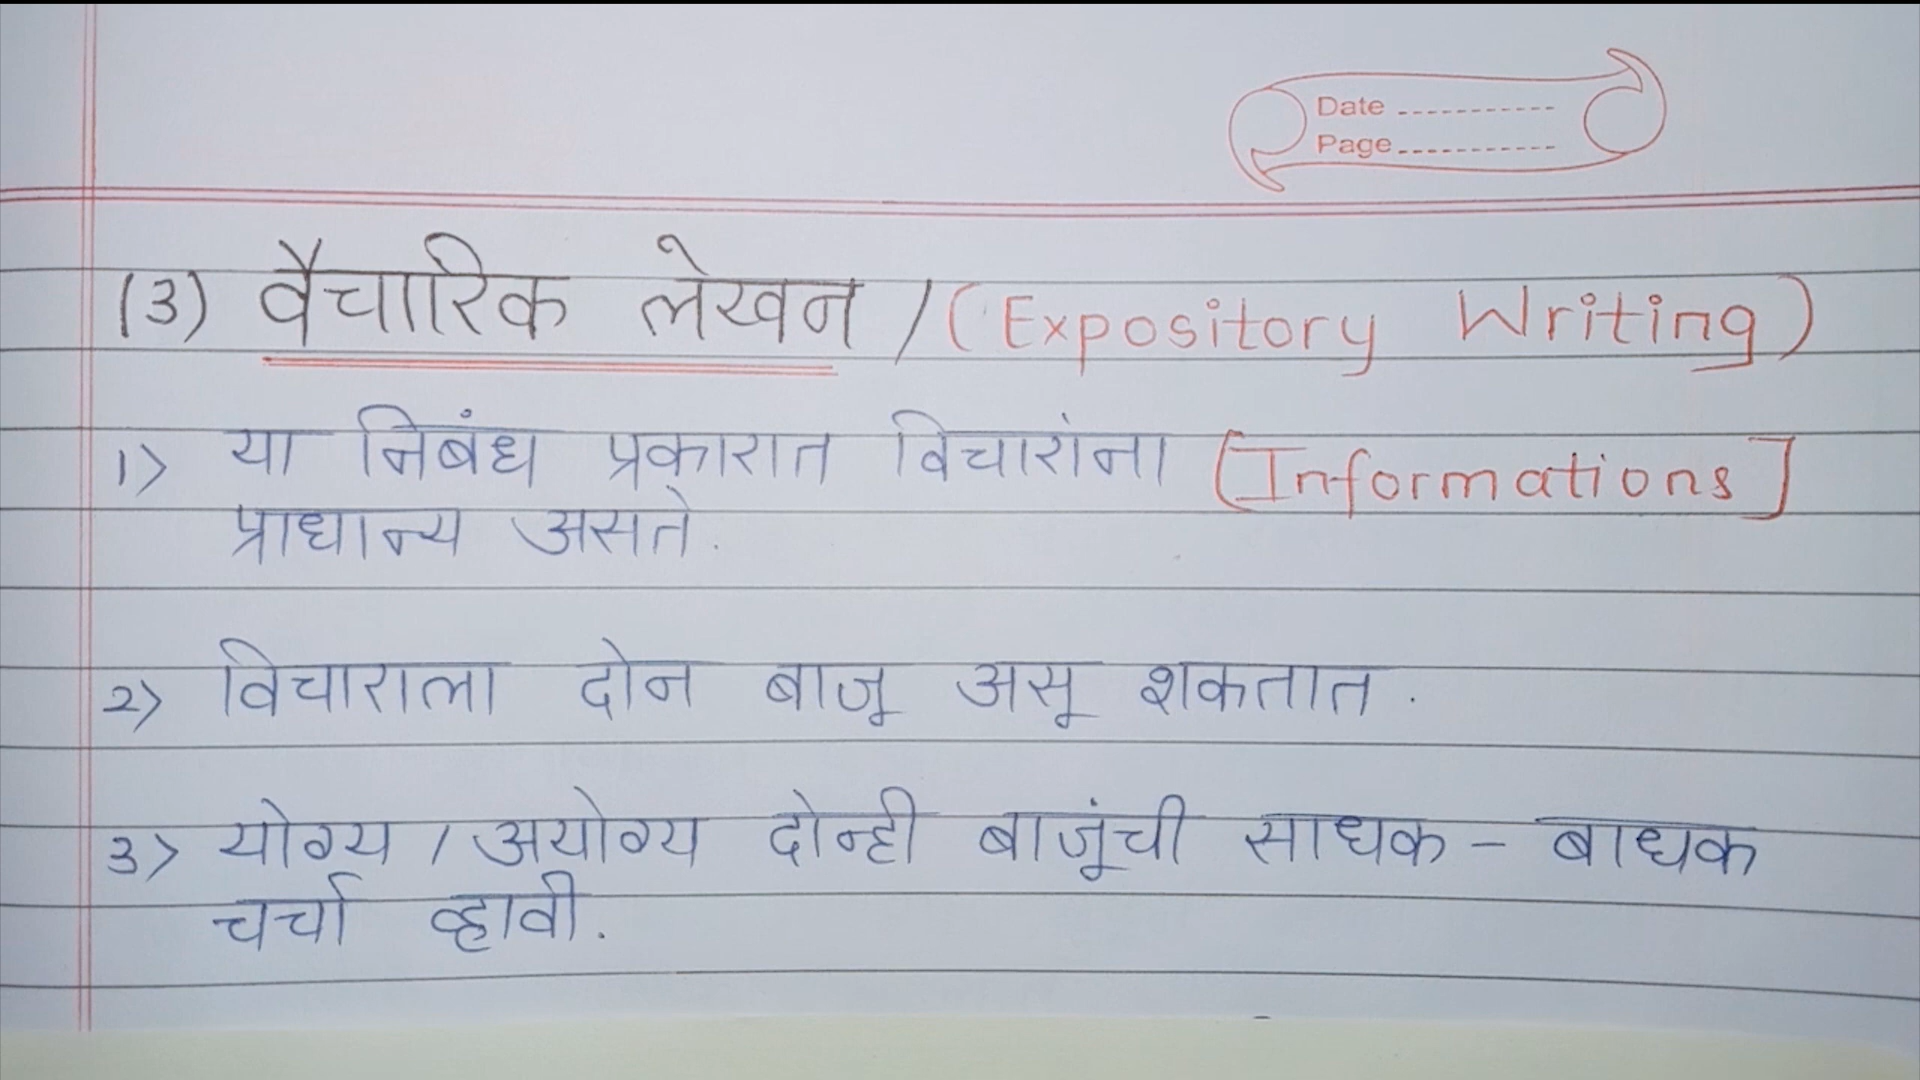 Date
Page
(3) वैचारिक लेखन / (Expository Writing)
1) या निबंध प्रकारात विचारांना [Informations]
प्राधान्य असते.
2) विचाराला दोन बाजू असू शकतात.
3) योग्य / अयोग्य दोन्ही बाजूंची साधक - बाधक
चर्चा व्हावी.